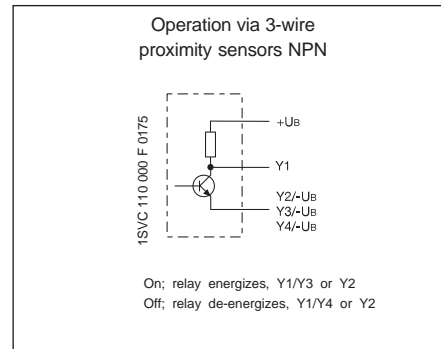 Operation via 3-wire
proximity sensors NPN
1SVC 110 000 F 0175
+UB
Y1
Y2/-UB
Y3/-UB
Y4/-UB
On; relay energizes, Y1/Y3 or Y2
Off; relay de-energizes, Y1/Y4 or Y2